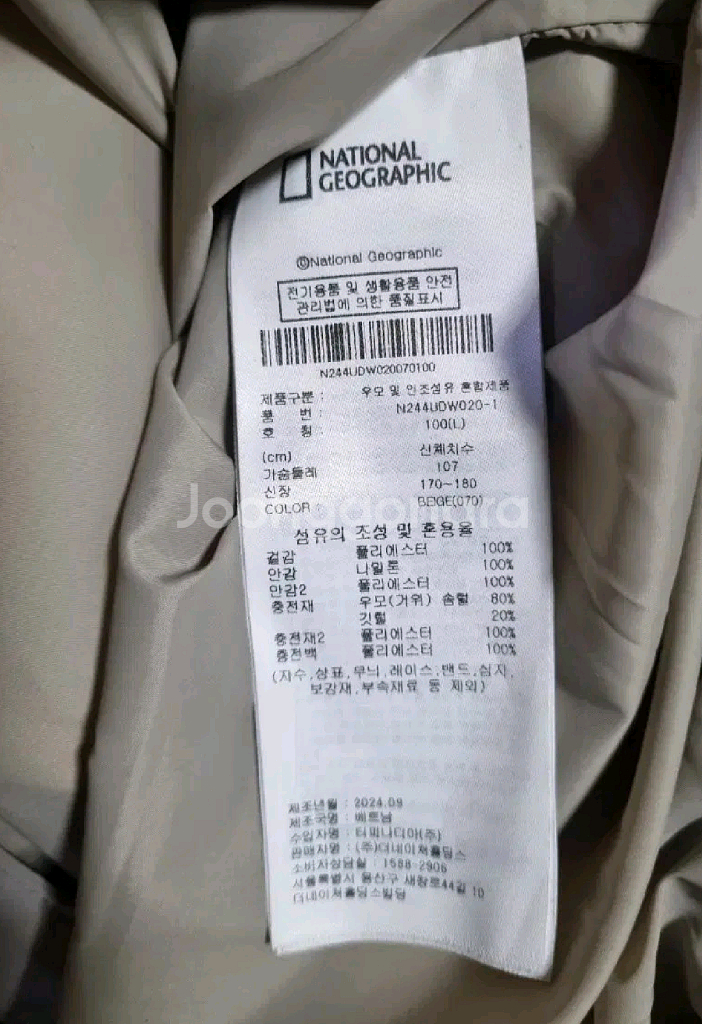 NATIONAL
GEOGRAPHIC
©National Geographic
전기용품 및 생활용품 안전
관리법에 의한 품질표시
N244UDW020070100
제품구분 : 우모 및 인조섬유 혼합제품
품 번 : N244UDW020-1
호 칭 : 100(L)
(cm) 신체치수
가슴둘레 107
신장 170~180
COLOR : BEIGE(070)
Joongonara
섬유의 조성 및 혼용율
겉감 폴리에스터 100%
안감 나일론 100%
안감2 폴리에스터 100%
충전재 우모(거위) 솜털 80%
깃털 20%
충전재2 폴리에스터 100%
충전백 폴리에스터 100%
(자수,상표,무늬,레이스,밴드,심지,
보강재,부속재료 등 제외)
제조년월 : 2024.09
제조국명 : 베트남
수입자명 : 터피나디아(주)
판매자명 : (주)더네이쳐홀딩스
소비자상담실 : 1588-2906
서울특별시 용산구 새창로44길 10
더네이쳐홀딩스빌딩